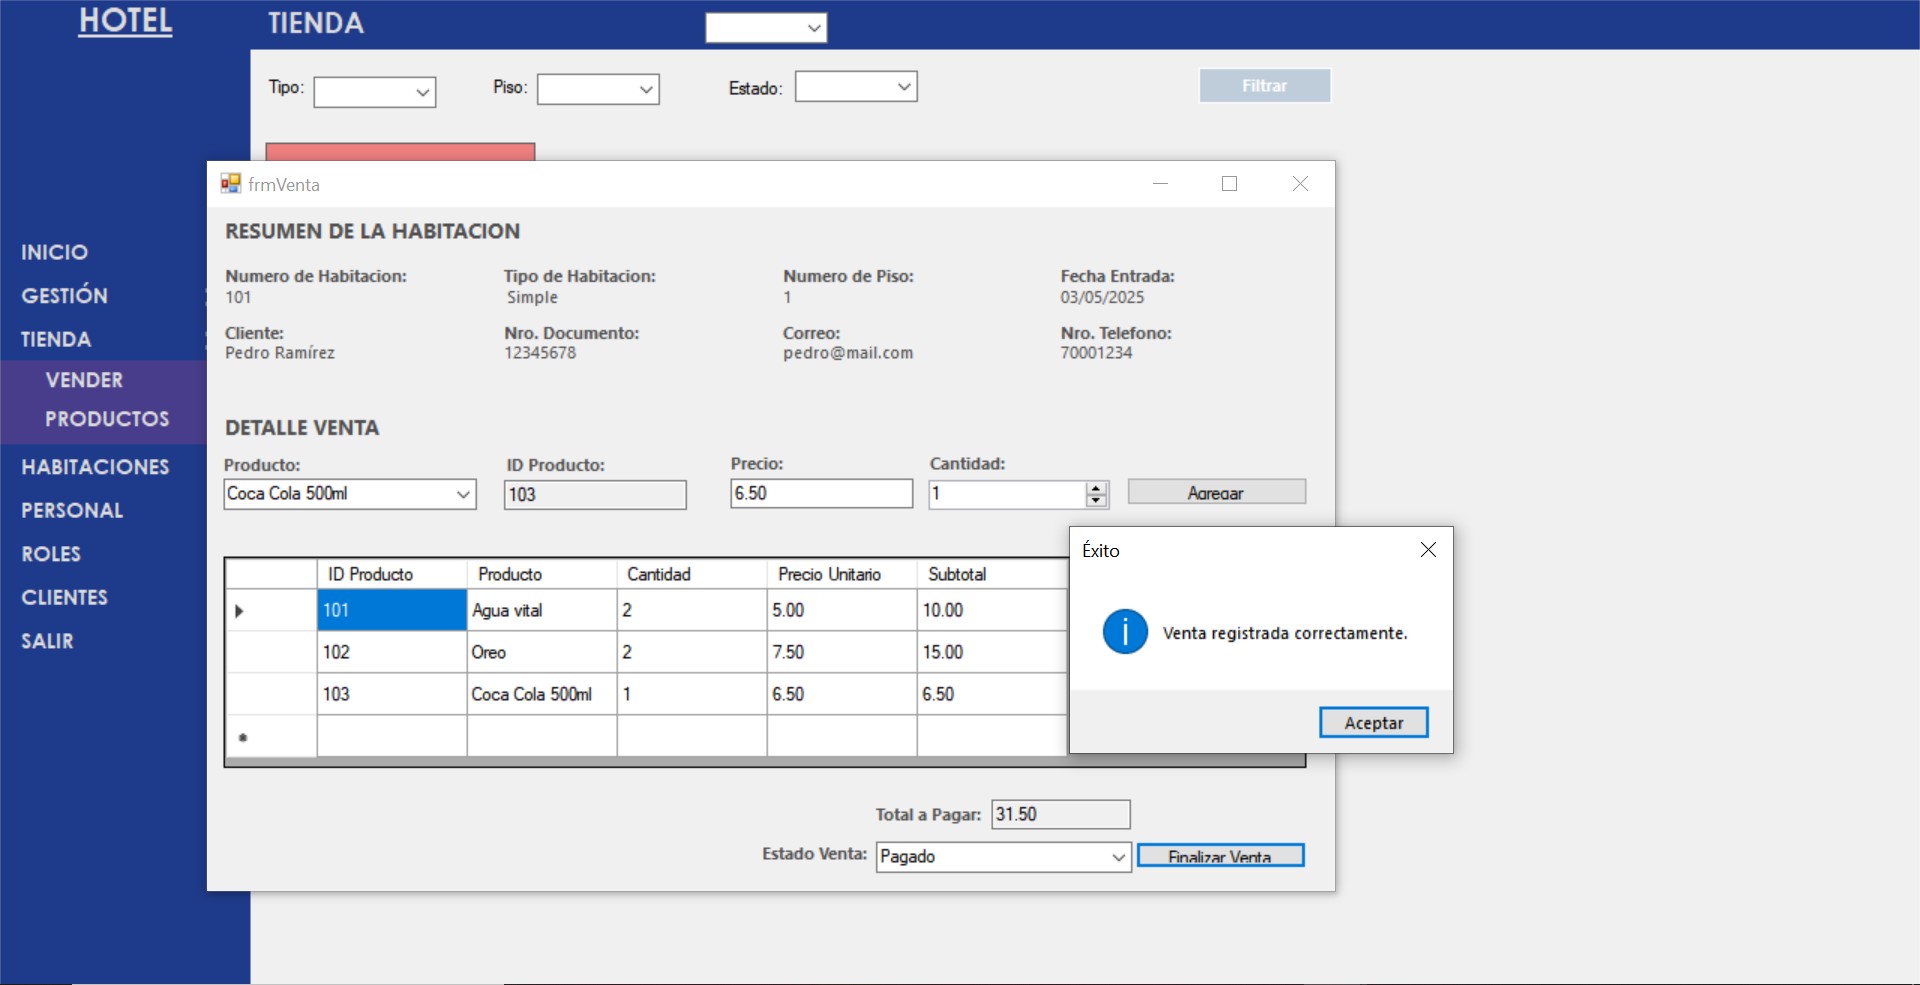 HOTEL
TIENDA
Tipo:
Piso:
Estado:
Filtrar
INICIO
GESTIÓN
TIENDA
VENDER
PRODUCTOS
HABITACIONES
PERSONAL
ROLES
CLIENTES
SALIR
frmVenta
RESUMEN DE LA HABITACION
Numero de Habitacion: Tipo de Habitacion: Numero de Piso: Fecha Entrada:
101 Simple 1 03/05/2025
Cliente: Nro. Documento: Correo: Nro. Telefono:
Pedro Ramírez 12345678 pedro@mail.com 70001234
DETALLE VENTA
Producto: ID Producto: Precio: Cantidad:
Coca Cola 500ml 103 6.50 1 Agregar
ID Producto Producto Cantidad Precio Unitario Subtotal
101 Agua vital 2 5.00 10.00
102 Oreo 2 7.50 15.00
103 Coca Cola 500ml 1 6.50 6.50
Éxito
Venta registrada correctamente.
Aceptar
Total a Pagar: 31.50
Estado Venta: Pagado Finalizar Venta